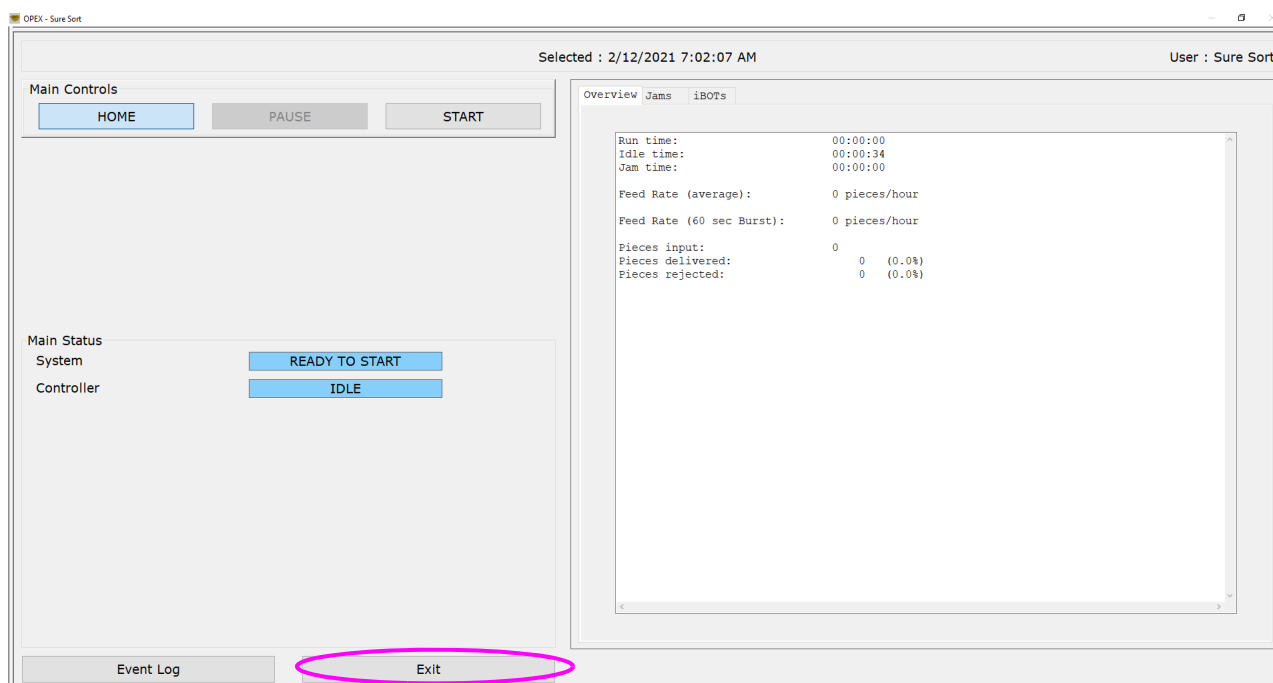 OPEX - Sure Sort
Selected : 2/12/2021 7:02:07 AM
User : Sure Sort
Main Controls
HOME
PAUSE
START
Main Status
System
READY TO START
Controller
IDLE
Event Log
Exit
Overview
Jams
iBOTs
Run time: 00:00:00
Idle time: 00:00:34
Jam time: 00:00:00
Feed Rate (average): 0 pieces/hour
Feed Rate (60 sec Burst): 0 pieces/hour
Pieces input: 0
Pieces delivered: 0 (0.0%)
Pieces rejected: 0 (0.0%)